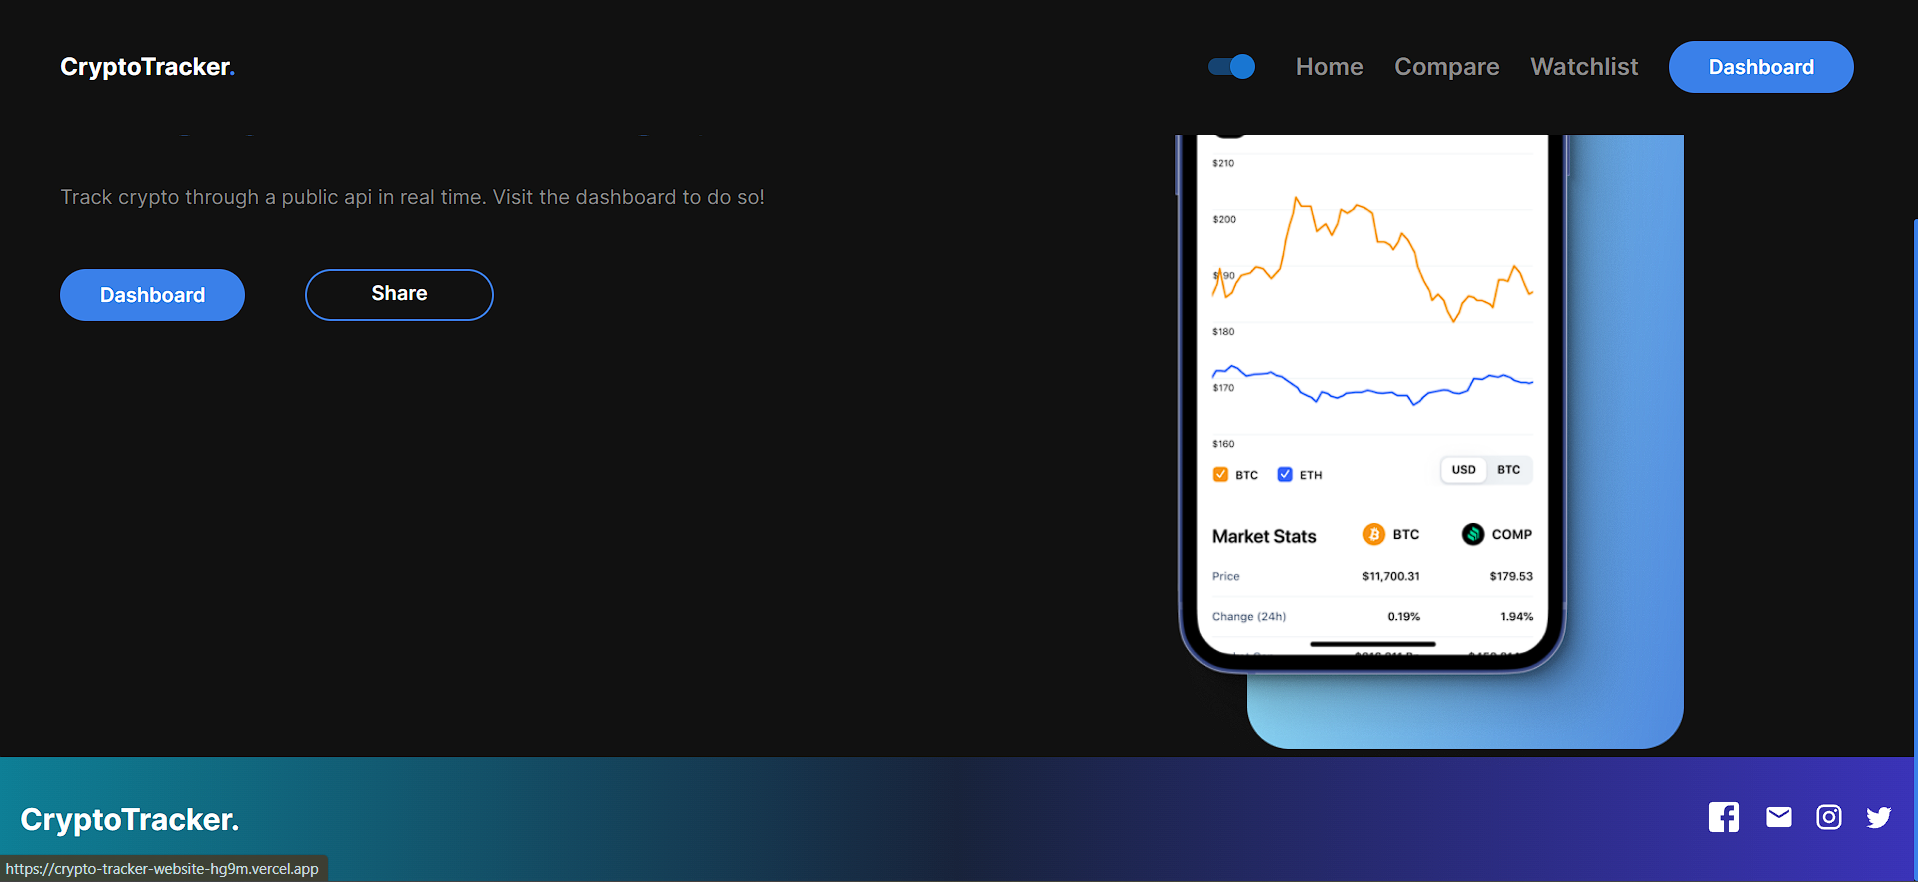 CryptoTracker.
Home Compare Watchlist Dashboard
Track crypto through a public api in real time. Visit the dashboard to do so!
Dashboard Share
$210
$200
$190
$180
$170
$160
BTC ETH USD BTC
Market Stats BTC COMP
Price $11,700.31 $179.53
Change (24h) 0.19% 1.94%
CryptoTracker.
https://crypto-tracker-website-hg9m.vercel.app